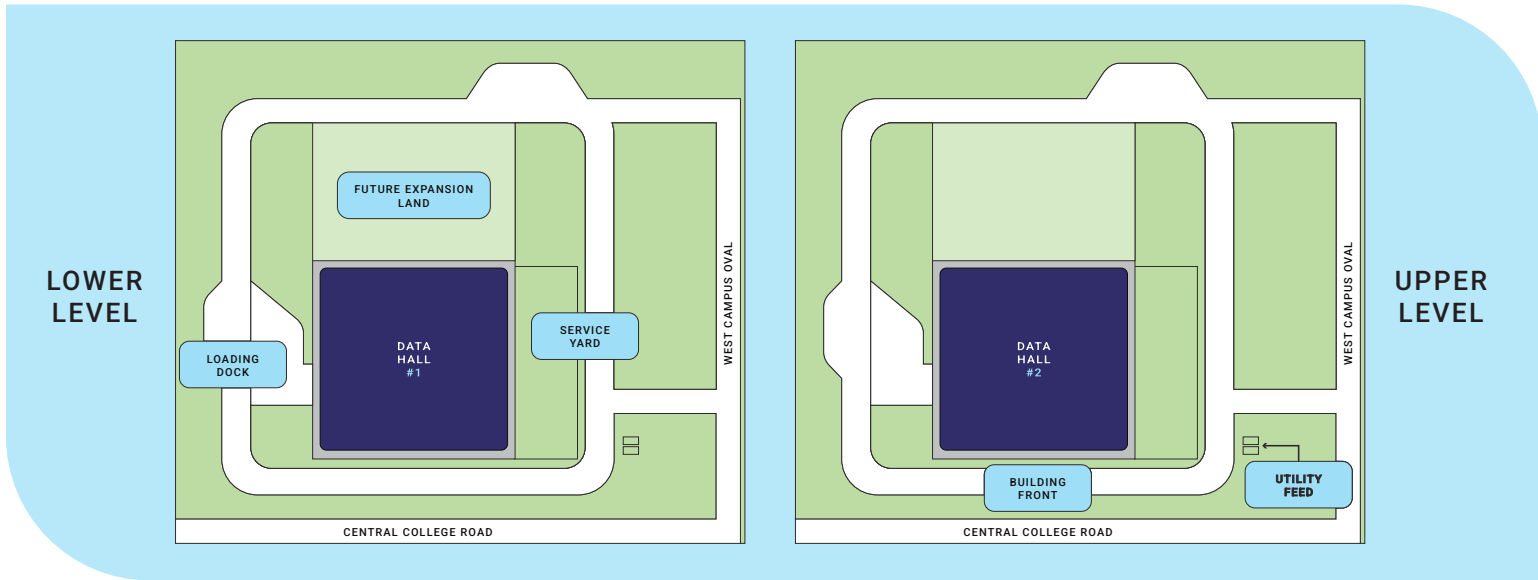 LOWER
LEVEL
FUTURE EXPANSION
LAND
DATA
HALL
#1
SERVICE
YARD
LOADING
DOCK
WEST CAMPUS OVAL
CENTRAL COLLEGE ROAD
DATA
HALL
#2
BUILDING
FRONT
UTILITY
FEED
WEST CAMPUS OVAL
CENTRAL COLLEGE ROAD
UPPER
LEVEL